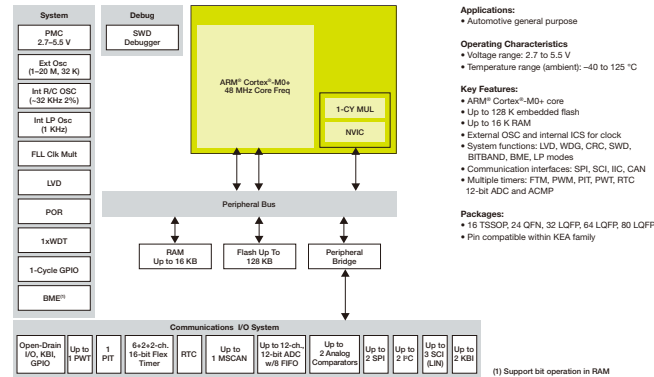 System
PMC
2.7–5.5 V
Ext Osc
(1–20 M, 32 K)
Int R/C OSC
(~32 KHz 2%)
Int LP Osc
(1 KHz)
FLL Clk Mult
LVD
POR
1xWDT
1-Cycle GPIO
BME(1)
Debug
SWD
Debugger
ARM® Cortex®-M0+
48 MHz Core Freq
1-CY MUL
NVIC
Peripheral Bus
RAM
Up to 16 KB
Flash Up To
128 KB
Peripheral
Bridge
Communications I/O System
Open-Drain
I/O, KBI,
GPIO
Up to
1 PWT
1
PIT
6+2+2-ch.
16-bit Flex
Timer
RTC
Up to
1 MSCAN
Up to 12-ch.,
12-bit ADC
w/8 FIFO
Up to
2 Analog
Comparators
Up to
2 SPI
Up to
2 I²C
Up to
3 SCI
(LIN)
Up to
2 KBI
Applications:
• Automotive general purpose
Operating Characteristics
• Voltage range: 2.7 to 5.5 V
• Temperature range (ambient): –40 to 125 °C
Key Features:
• ARM® Cortex®-M0+ core
• Up to 128 K embedded flash
• Up to 16 K RAM
• External OSC and internal ICS for clock
• System functions: LVD, WDG, CRC, SWD,
BITBAND, BME, LP modes
• Communication interfaces: SPI, SCI, IIC, CAN
• Multiple timers: FTM, PWM, PIT, PWT, RTC
12-bit ADC and ACMP
Packages:
• 16 TSSOP, 24 QFN, 32 LQFP, 64 LQFP, 80 LQFP
• Pin compatible within KEA family
(1) Support bit operation in RAM